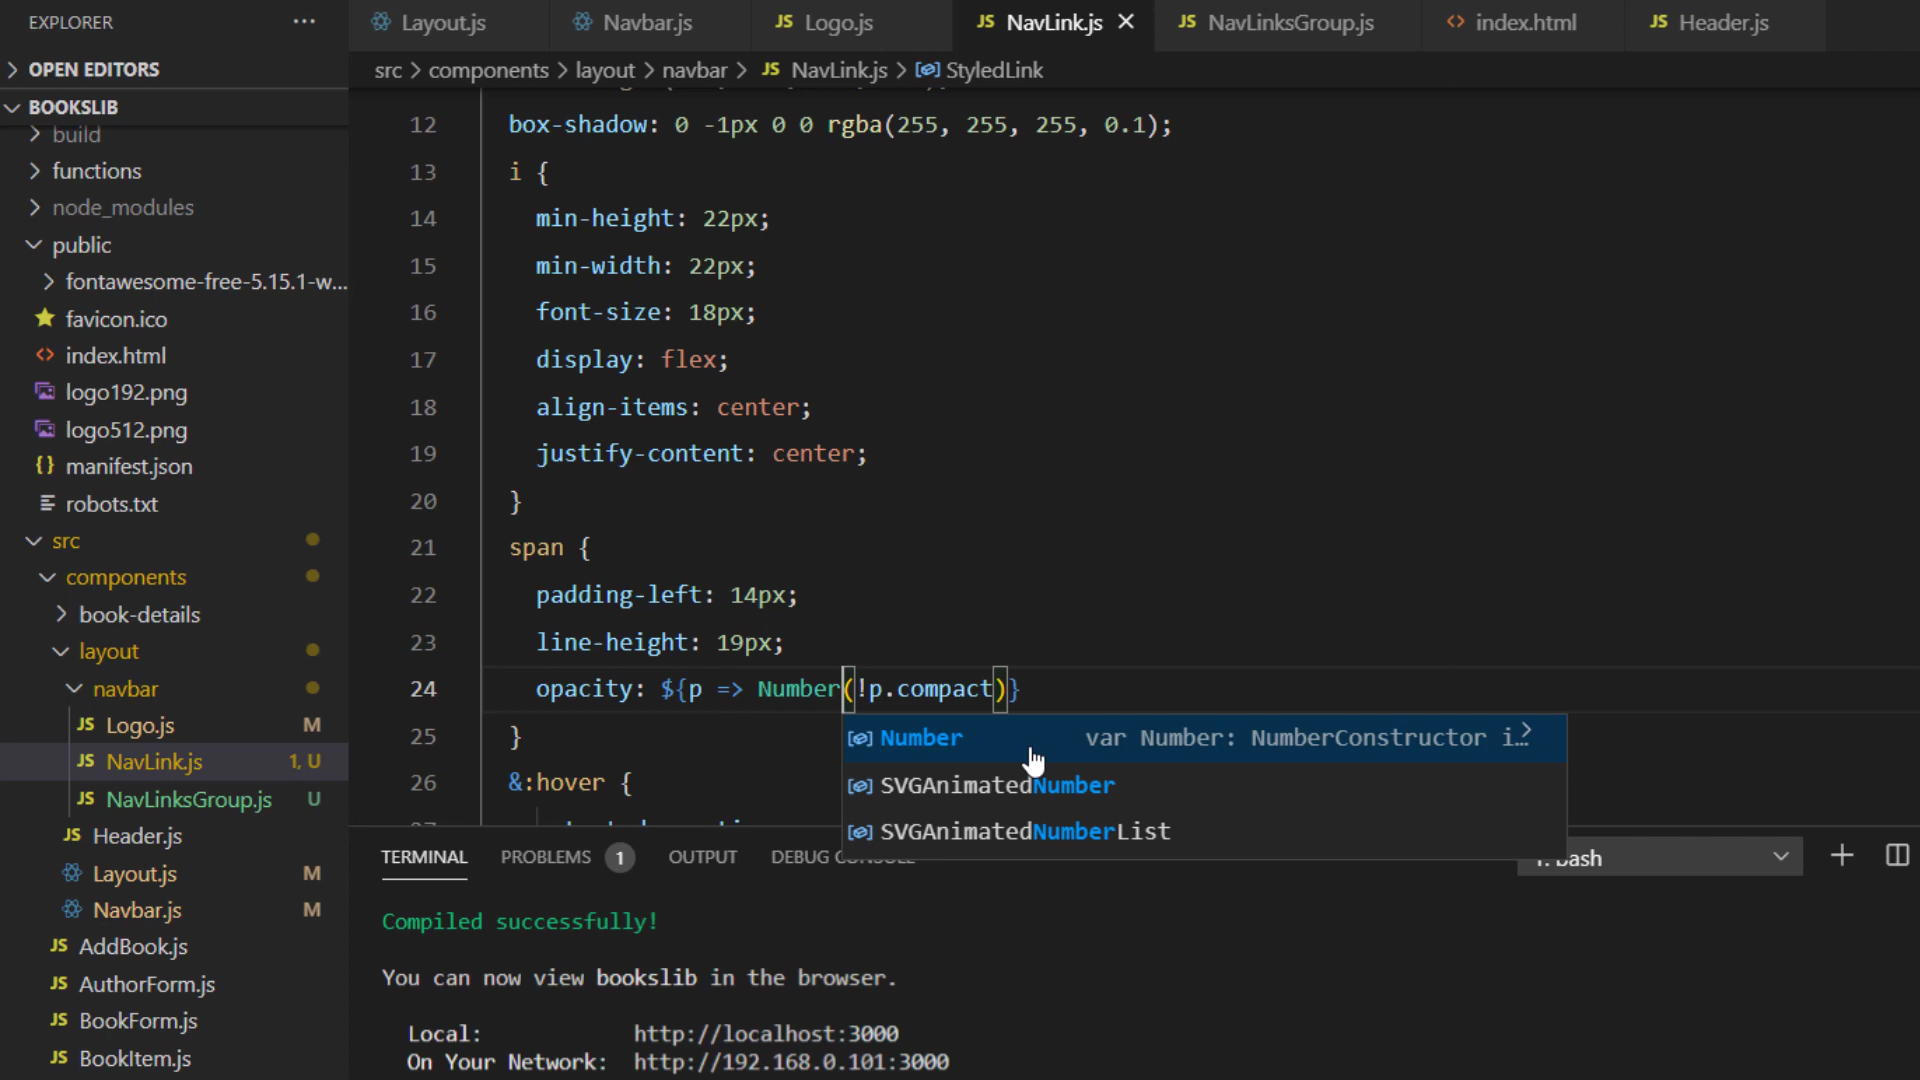 EXPLORER
OPEN EDITORS
BOOKSLIB
build
functions
node_modules
public
fontawesome-free-5.15.1-w...
favicon.ico
index.html
logo192.png
logo512.png
manifest.json
robots.txt
src
components
book-details
layout
navbar
JS Logo.js M
JS NavLink.js 1, U
JS NavLinksGroup.js U
JS Header.js
Layout.js M
Navbar.js M
JS AddBook.js
JS AuthorForm.js
JS BookForm.js
JS BookItem.js
Layout.js
Navbar.js
JS Logo.js
JS NavLink.js
JS NavLinksGroup.js
index.html
JS Header.js
src > components > layout > navbar > JS NavLink.js > StyledLink
12 box-shadow: 0 -1px 0 0 rgba(255, 255, 255, 0.1);
13 i {
14 min-height: 22px;
15 min-width: 22px;
16 font-size: 18px;
17 display: flex;
18 align-items: center;
19 justify-content: center;
20 }
21 span {
22 padding-left: 14px;
23 line-height: 19px;
24 opacity: ${p => Number(!p.compact)}
25 }
26 &:hover {
Number var Number: NumberConstructor i…
SVGAnimatedNumber
SVGAnimatedNumberList
TERMINAL PROBLEMS 1 OUTPUT DEBUG CONSOLE
1: bash
Compiled successfully!
You can now view bookslib in the browser.
Local: http://localhost:3000
On Your Network: http://192.168.0.101:3000